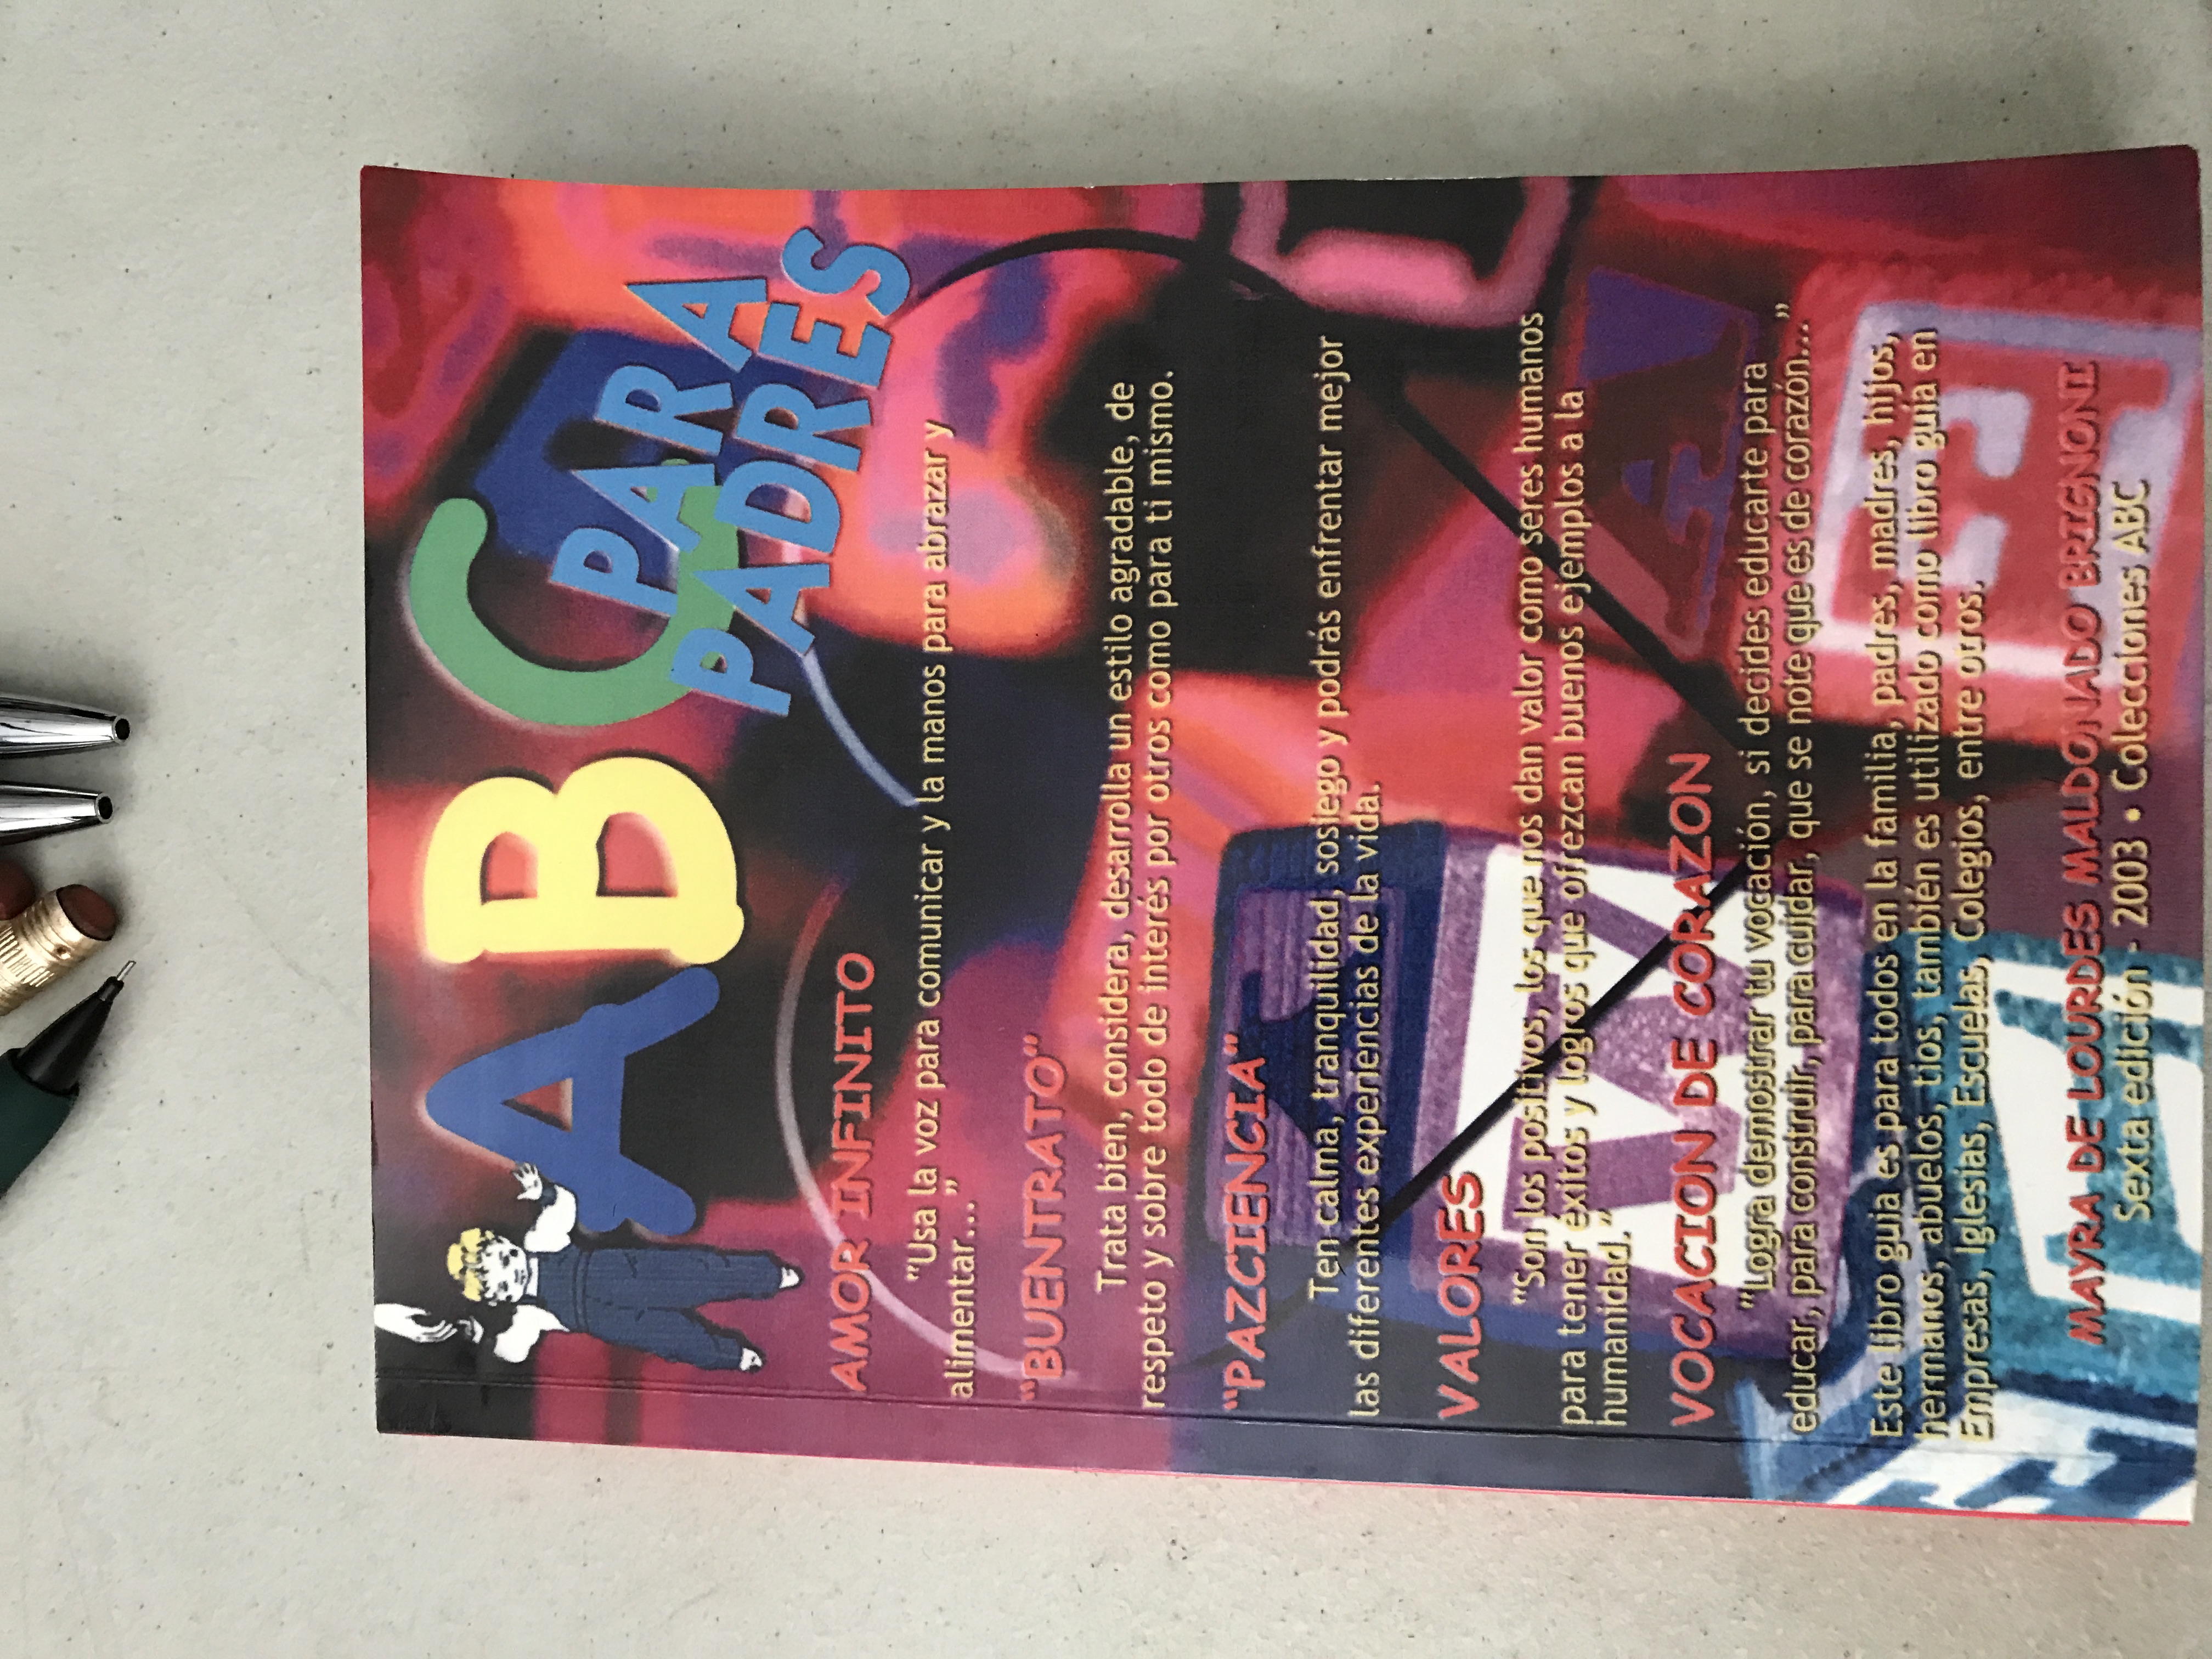 ABC
PARA
PADRES
AMOR INFINITO
"Usa la voz para comunicar y la manos para abrazar y
alimentar..."
"BUENTRATO"
Trata bien, considera, desarrolla un estilo agradable, de
respeto y sobre todo de interés por otros como para ti mismo.
"PAZCIENCIA"
Ten calma, tranquilidad, sosiego y podrás enfrentar mejor
las diferentes experiencias de la vida.
VALORES
"Son los positivos, los que nos dan valor como seres humanos
para tener éxitos y logros que ofrezcan buenos ejemplos a la
humanidad."
VOCACION DE CORAZON
"Logra demostrar tu vocación, si decides educarte para
educar, para construir, para cuidar, que se note que es de corazón..."
Este libro guia es para todos en la familia, padres, madres, hijos,
hermanos, abuelos, tios, también es utilizado como libro guía en
Empresas, Iglesias, Escuelas, Colegios, entre otros.
MAYRA DE LOURDES MALDONADO BRIGNONI
Sexta edición - 2003 • Colecciones ABC